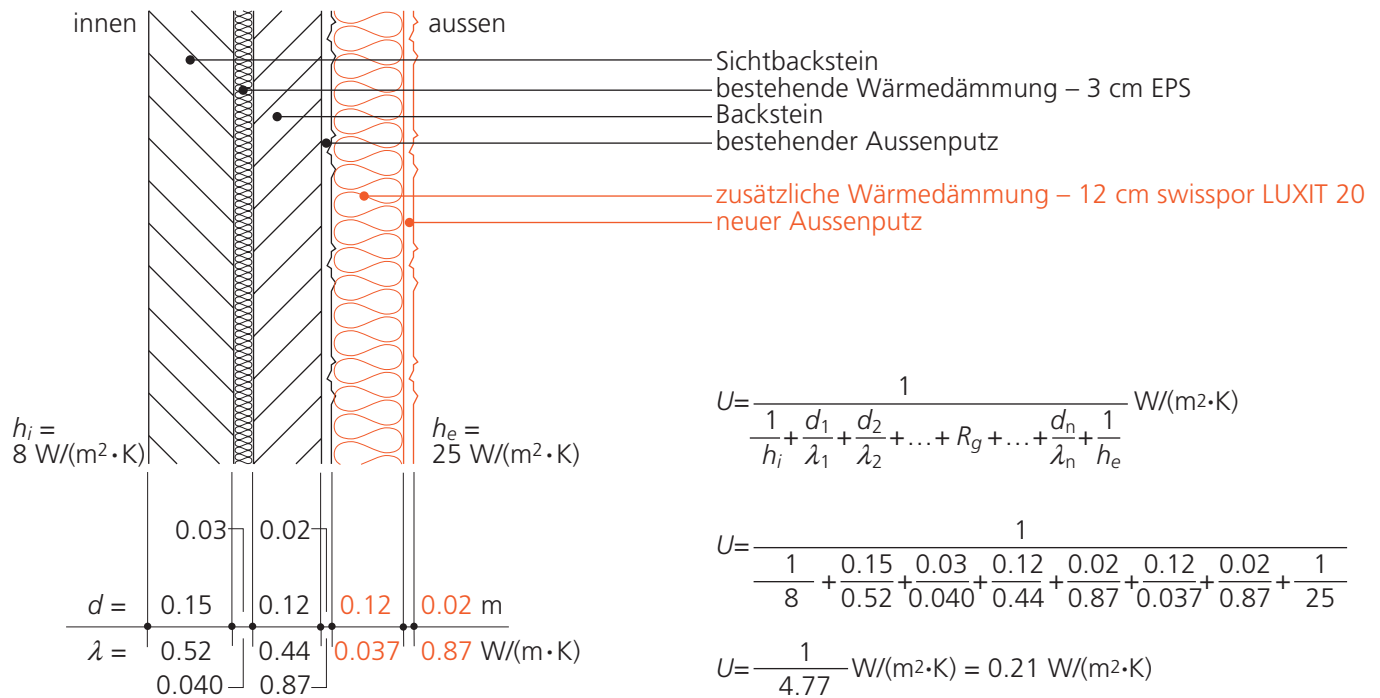 innen
aussen
Sichtbackstein
bestehende Wärmedämmung – 3 cm EPS
Backstein
bestehender Aussenputz
zusätzliche Wärmedämmung – 12 cm swisspor LUXIT 20
neuer Aussenputz
hᵢ =
8 W/(m²·K)
hₑ =
25 W/(m²·K)
0.03 0.02
d = 0.15 0.12 0.12 0.02 m
λ = 0.52 0.44 0.037 0.87 W/(m·K)
0.040 0.87
U= 1 / (1/hᵢ + d₁/λ₁ + d₂/λ₂ +…+ R_g +…+ dₙ/λₙ + 1/hₑ) W/(m²·K)
U= 1 / (1/8 + 0.15/0.52 + 0.03/0.040 + 0.12/0.44 + 0.02/0.87 + 0.12/0.037 + 0.02/0.87 + 1/25)
U= 1/4.77 W/(m²·K) = 0.21 W/(m²·K)